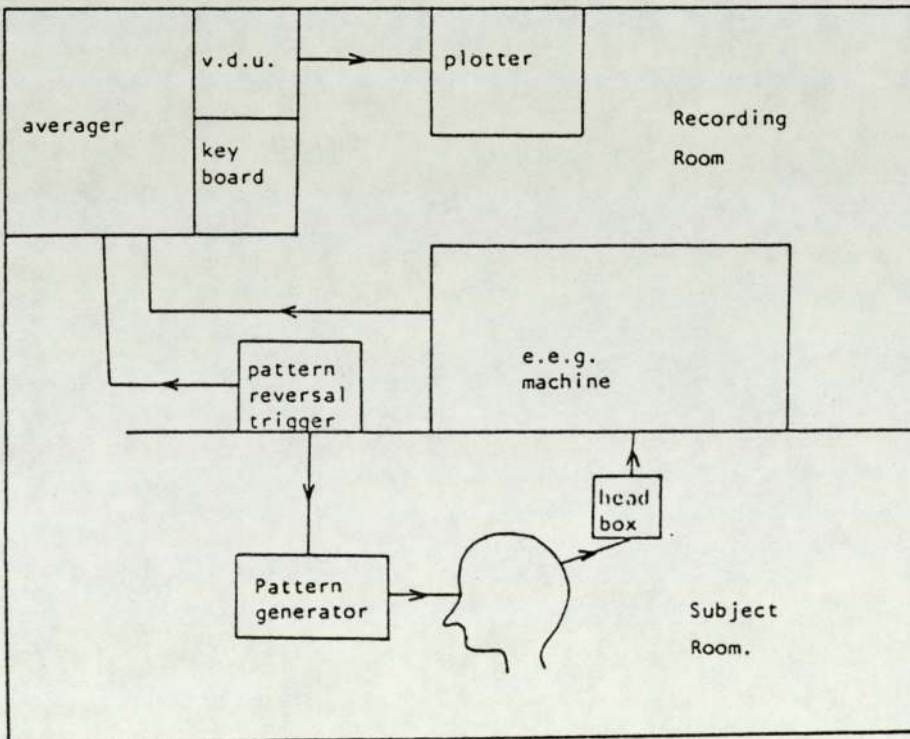 v.d.u.
plotter
averager
key
board
Recording
Room
e.e.g.
machine
pattern
reversal
trigger
head
box
Pattern
generator
Subject
Room.